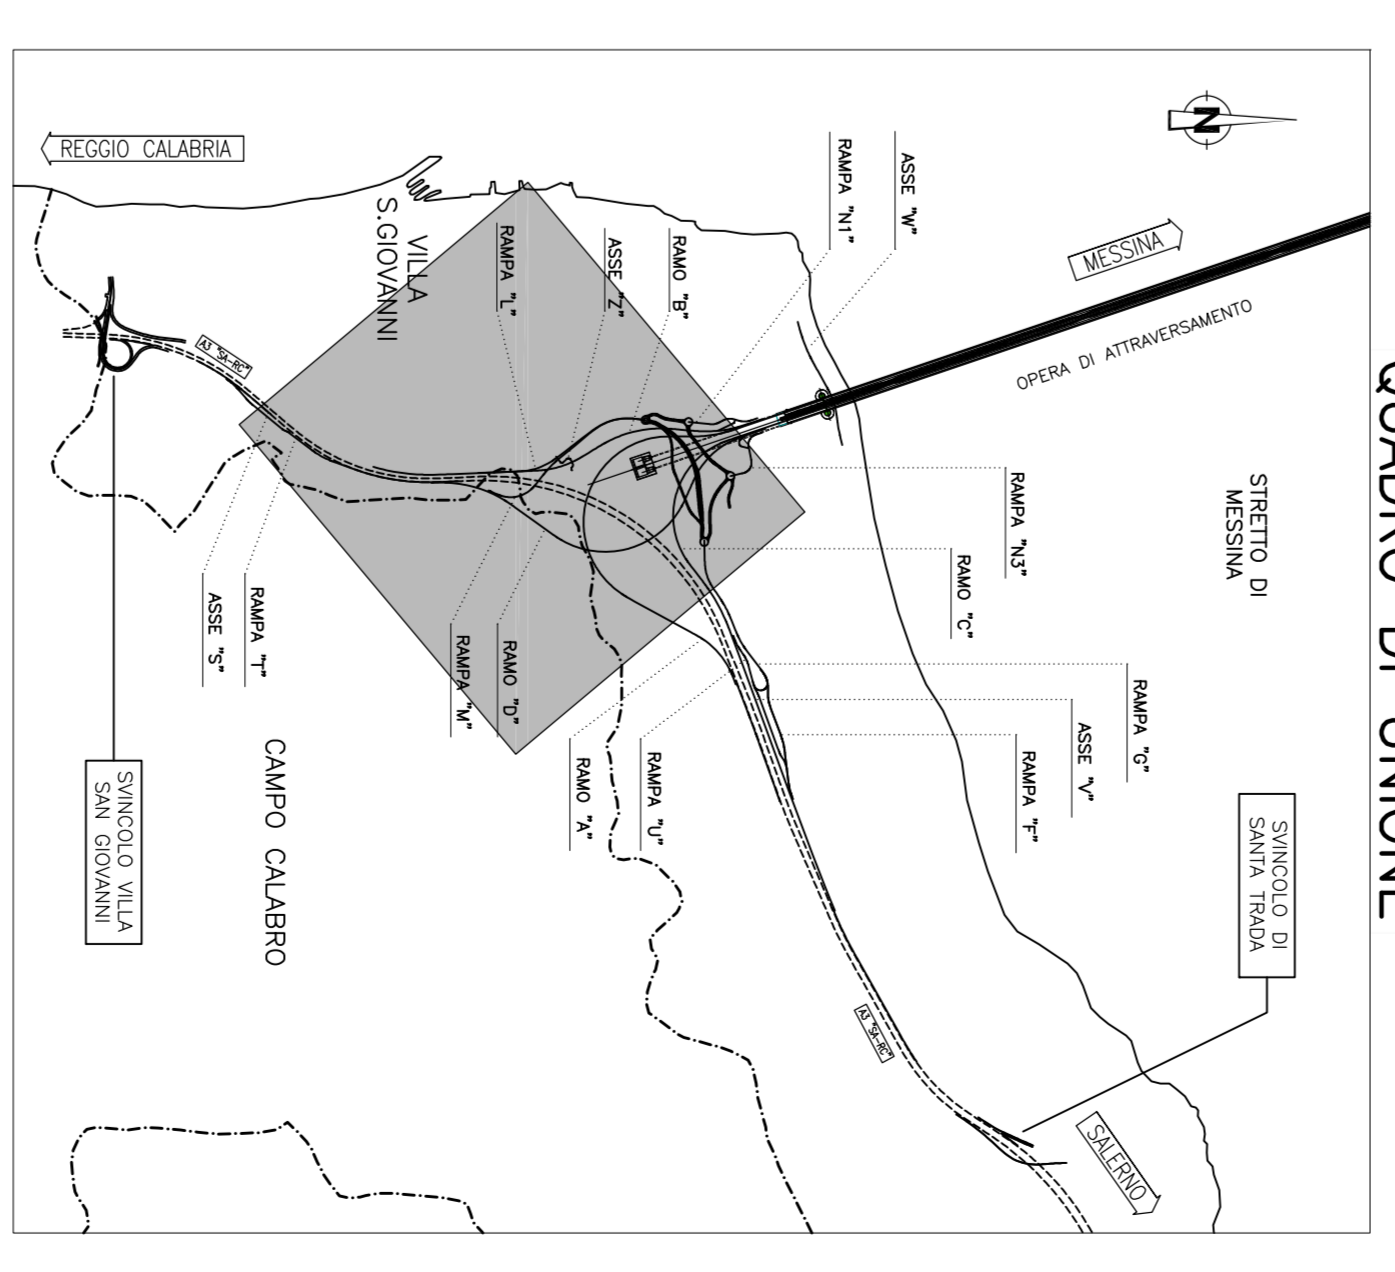 QUADRO DI UNIONE
N
REGGIO CALABRIA
MESSINA
OPERA DI ATTRAVERSAMENTO
ASSE "W"
RAMPA "N1"
RAMO "B"
ASSE "Z"
RAMPA "L"
VILLA
S.GIOVANNI
A3 "SA-RC"
STRETTO DI
MESSINA
RAMPA "N3"
RAMO "C"
RAMPA "G"
ASSE "V"
RAMPA "F"
RAMPA "T"
ASSE "S"
RAMO "D"
RAMPA "M"
RAMPA "U"
RAMO "A"
CAMPO CALABRO
SVINCOLO VILLA
SAN GIOVANNI
SVINCOLO DI
SANTA TRADA
A3 "SA-RC"
SALERNO